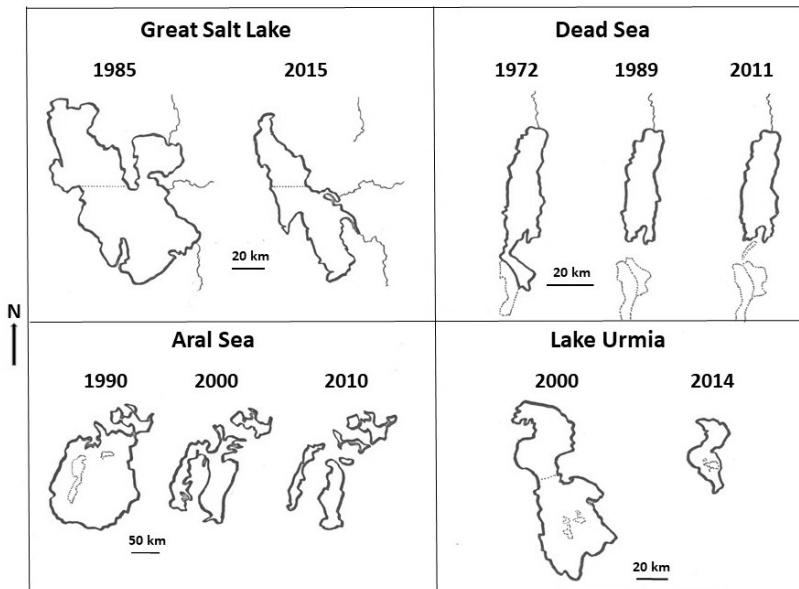 Great Salt Lake
1985 2015
20 km
Dead Sea
1972 1989 2011
20 km
N
Aral Sea
1990 2000 2010
50 km
Lake Urmia
2000 2014
20 km